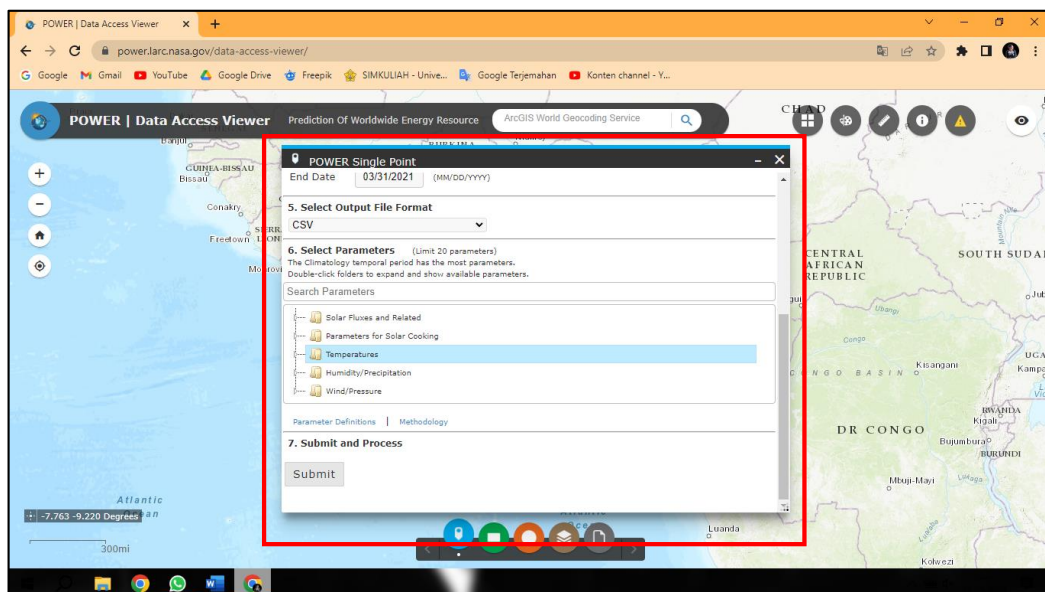 POWER | Data Access Viewer
power.larc.nasa.gov/data-access-viewer/
Google Gmail YouTube Google Drive Freepik SIMKULIAH - Unive... Google Terjemahan Konten channel - Y...
POWER | Data Access Viewer Prediction Of Worldwide Energy Resource ArcGIS World Geocoding Service
CHAD
Banjul
BURKINA
GUINEA-BISSAU
Bissau
Conakry
Freetown
POWER Single Point
End Date 03/31/2021 (MM/DD/YYYY)
5. Select Output File Format
CSV
6. Select Parameters (Limit 20 parameters)
The Climatology temporal period has the most parameters.
Double-click folders to expand and show available parameters.
Search Parameters
Solar Fluxes and Related
Parameters for Solar Cooking
Temperatures
Humidity/Precipitation
Wind/Pressure
Parameter Definitions | Methodology
7. Submit and Process
Submit
CENTRAL
AFRICAN
REPUBLIC
SOUTH SUDA
Jub
Ubangi
Congo
Kisangani
UGA
Kampa
BASIN
RWANDA
Kigali
DR CONGO
Bujumbura
BURUNDI
Mbuji-Mayi
Luanda
Kolwezi
Atlantic
-7.763 -9.220 Degrees
300mi